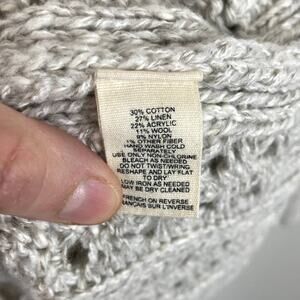 30% COTTON
27% LINEN
22% ACRYLIC
11% WOOL
9% NYLON
1% OTHER FIBER
HAND WASH COLD
SEPARATELY
USE ONLY NON-CHLORINE
BLEACH AS NEEDED
DO NOT TWIST/WRING
RESHAPE AND LAY FLAT
TO DRY
LOW IRON AS NEEDED
MAY BE DRY CLEANED
FRENCH ON REVERSE
FRANCAIS SUR L'INVERSE